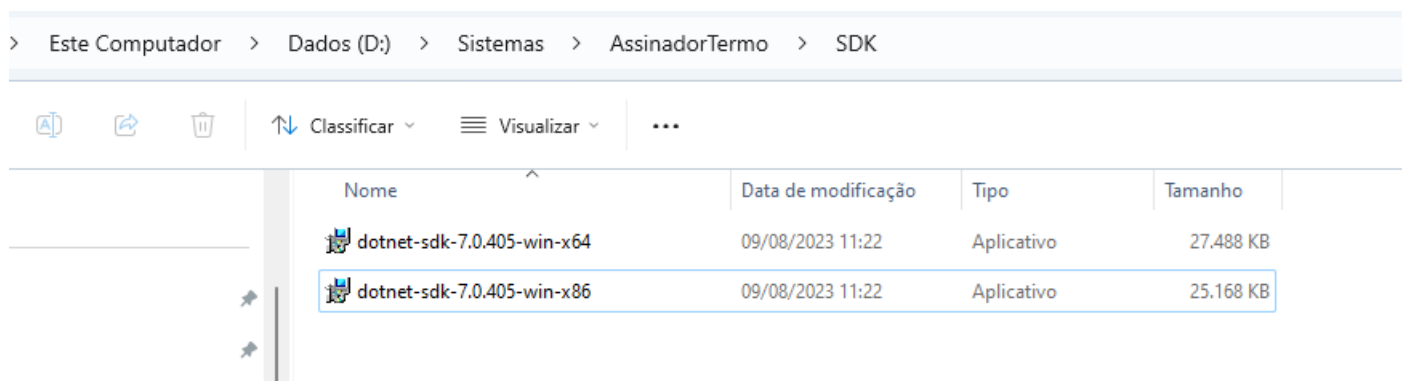 > Este Computador > Dados (D:) > Sistemas > AssinadorTermo > SDK
A Classificar Visualizar ...
Nome Data de modificação Tipo Tamanho
dotnet-sdk-7.0.405-win-x64 09/08/2023 11:22 Aplicativo 27.488 KB
dotnet-sdk-7.0.405-win-x86 09/08/2023 11:22 Aplicativo 25.168 KB